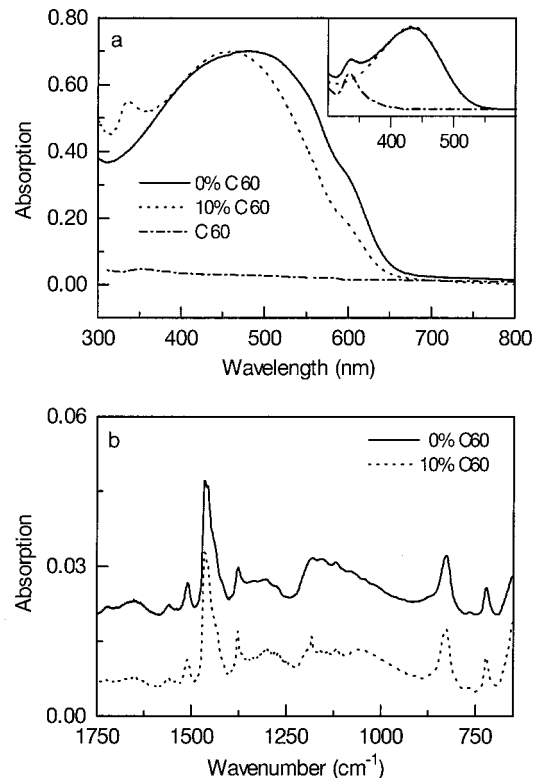 a
0.80
0.60
0.40
0.20
0.00
Absorption
0% C60
10% C60
C60
400 500
300 400 500 600 700 800
Wavelength (nm)
b
0.06
0.03
0.00
Absorption
0% C60
10% C60
1750 1500 1250 1000 750
Wavenumber (cm⁻¹)